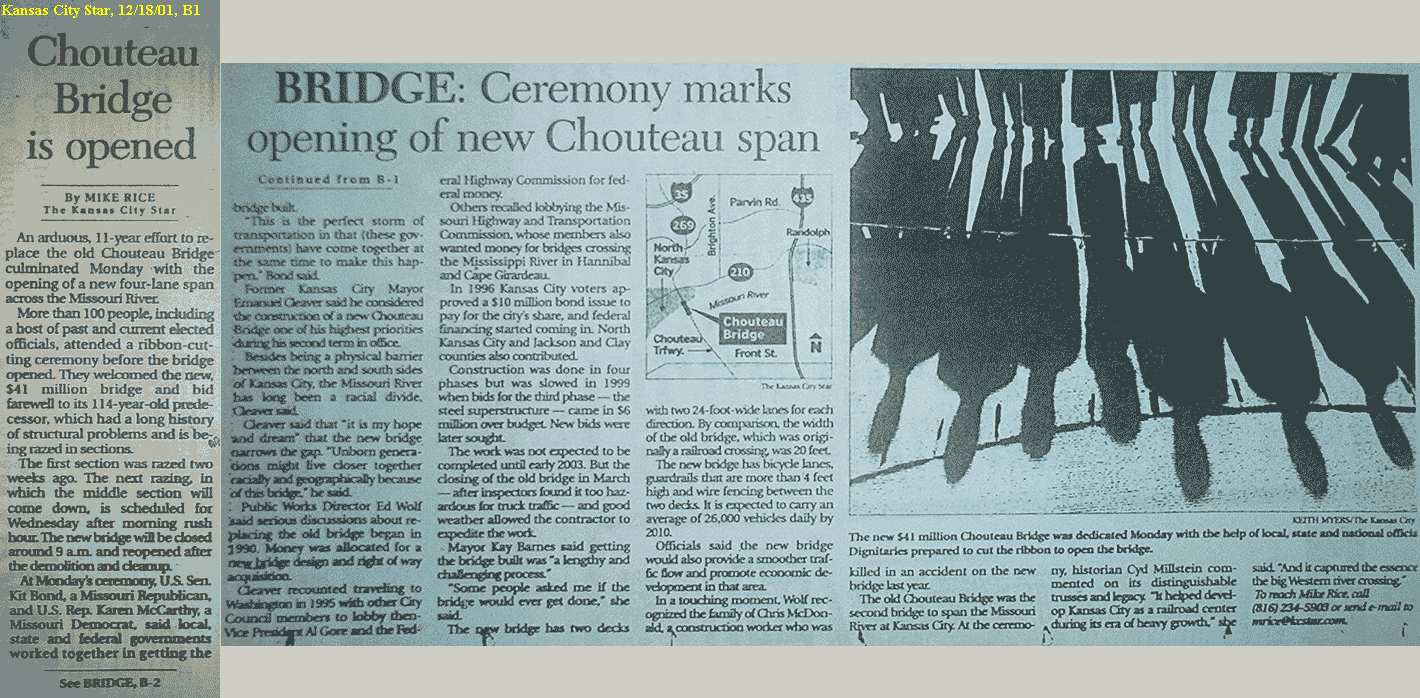 Kansas City Star, 12/18/01, B1
Chouteau
Bridge
is opened
By MIKE RICE
The Kansas City Star
An arduous, 11-year effort to re-
place the old Chouteau Bridge
culminated Monday with the
opening of a new four-lane span
across the Missouri River.
More than 100 people, including
a host of past and current elected
officials, attended a ribbon-cut-
ting ceremony before the bridge
opened. They welcomed the new,
$41 million bridge and bid
farewell to its 114-year-old prede-
cessor, which had a long history
of structural problems and is be-
ing razed in sections.
The first section was razed two
weeks ago. The next razing, in
which the middle section will
come down, is scheduled for
Wednesday after morning rush
hour. The new bridge will be closed
around 9 a.m. and reopened after
the demolition and cleanup.
At Monday's ceremony, U.S. Sen.
Kit Bond, a Missouri Republican,
and U.S. Rep. Karen McCarthy, a
Missouri Democrat, said local,
state and federal governments
worked together in getting the
See BRIDGE, B-2
BRIDGE: Ceremony marks
opening of new Chouteau span
Continued from B-1
bridge built.
"This is the perfect storm of
transportation in that (these gov-
ernments) have come together at
the same time to make this hap-
pen," Bond said.
Former Kansas City Mayor
Emanuel Cleaver said he considered
the construction of a new Chouteau
Bridge one of his highest priorities
during his second term in office.
Besides being a physical barrier
between the north and south sides
of Kansas City, the Missouri River
has long been a racial divide,
Cleaver said.
Cleaver said that "it is my hope
and dream" that the new bridge
narrows the gap. "Unborn genera-
tions might live closer together
racially and geographically because
of this bridge," he said.
Public Works Director Ed Wolf
said serious discussions about re-
placing the old bridge began in
1990. Money was allocated for a
new bridge design and right of way
acquisition.
Cleaver recounted traveling to
Washington in 1995 with other City
Council members to lobby then-
Vice President Al Gore and the Fed-
eral Highway Commission for fed-
eral money.
Others recalled lobbying the Mis-
souri Highway and Transportation
Commission, whose members also
wanted money for bridges crossing
the Mississippi River in Hannibal
and Cape Girardeau.
In 1996 Kansas City voters ap-
proved a $10 million bond issue to
pay for the city's share, and federal
financing started coming in. North
Kansas City and Jackson and Clay
counties also contributed.
Construction was done in four
phases but was slowed in 1999
when bids for the third phase — the
steel superstructure — came in $6
million over budget. New bids were
later sought.
The work was not expected to be
completed until early 2003. But the
closing of the old bridge in March
— after inspectors found it too haz-
ardous for truck traffic — and good
weather allowed the contractor to
expedite the work.
Mayor Kay Barnes said getting
the bridge built was "a lengthy and
challenging process."
"Some people asked me if the
bridge would ever get done," she
said.
The new bridge has two decks
35
435
Parvin Rd.
269
Brighton Ave.
Randolph
North
Kansas
City
210
Missouri River
Chouteau
Bridge
Chouteau
Trfwy.
Front St.
N
The Kansas City Star
with two 24-foot-wide lanes for each
direction. By comparison, the width
of the old bridge, which was origi-
nally a railroad crossing, was 20 feet.
The new bridge has bicycle lanes,
guardrails that are more than 4 feet
high and wire fencing between the
two decks. It is expected to carry an
average of 26,000 vehicles daily by
2010.
Officials said the new bridge
would also provide a smoother traf-
fic flow and promote economic de-
velopment in that area.
In a touching moment, Wolf rec-
ognized the family of Chris McDon-
ald, a construction worker who was
KEITH MYERS/The Kansas City
The new $41 million Chouteau Bridge was dedicated Monday with the help of local, state and national officia
Dignitaries prepared to cut the ribbon to open the bridge.
killed in an accident on the new
bridge last year.
The old Chouteau Bridge was the
second bridge to span the Missouri
River at Kansas City. At the ceremo-
ny, historian Cyd Millstein com-
mented on its distinguishable
trusses and legacy. "It helped devel-
op Kansas City as a railroad center
during its era of heavy growth," she
said. "And it captured the essence
the big Western river crossing."
To reach Mike Rice, call
(816) 234-5903 or send e-mail to
mrice@kcstar.com.